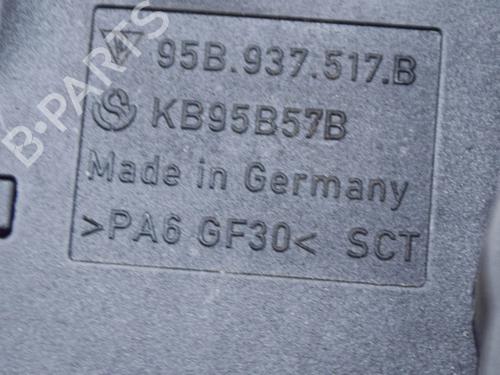 95B.937.517.B
KB95B57B
Made in Germany
>PA6 GF30< SCT
B-PARTS